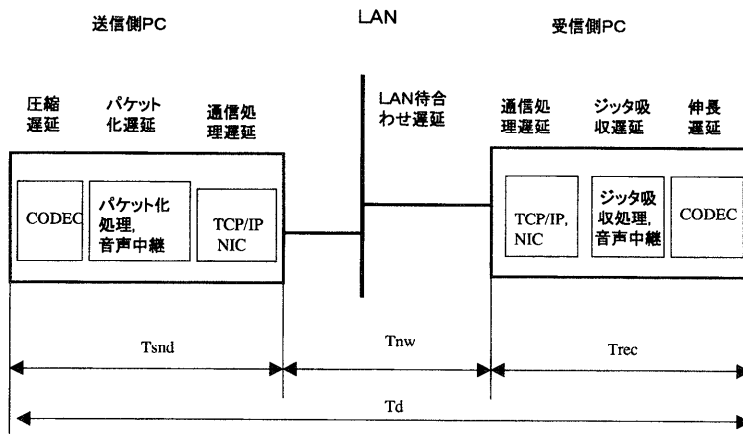 送信側PC
LAN
受信側PC
圧縮
遅延
パケット
化遅延
通信処
理遅延
LAN待合
わせ遅延
通信処
理遅延
ジッタ吸
収遅延
伸長
遅延
CODEC
パケット化
処理,
音声中継
TCP/IP
NIC
TCP/IP,
NIC
ジッタ吸
収処理,
音声中継
CODEC
Tsnd
Tnw
Trec
Td